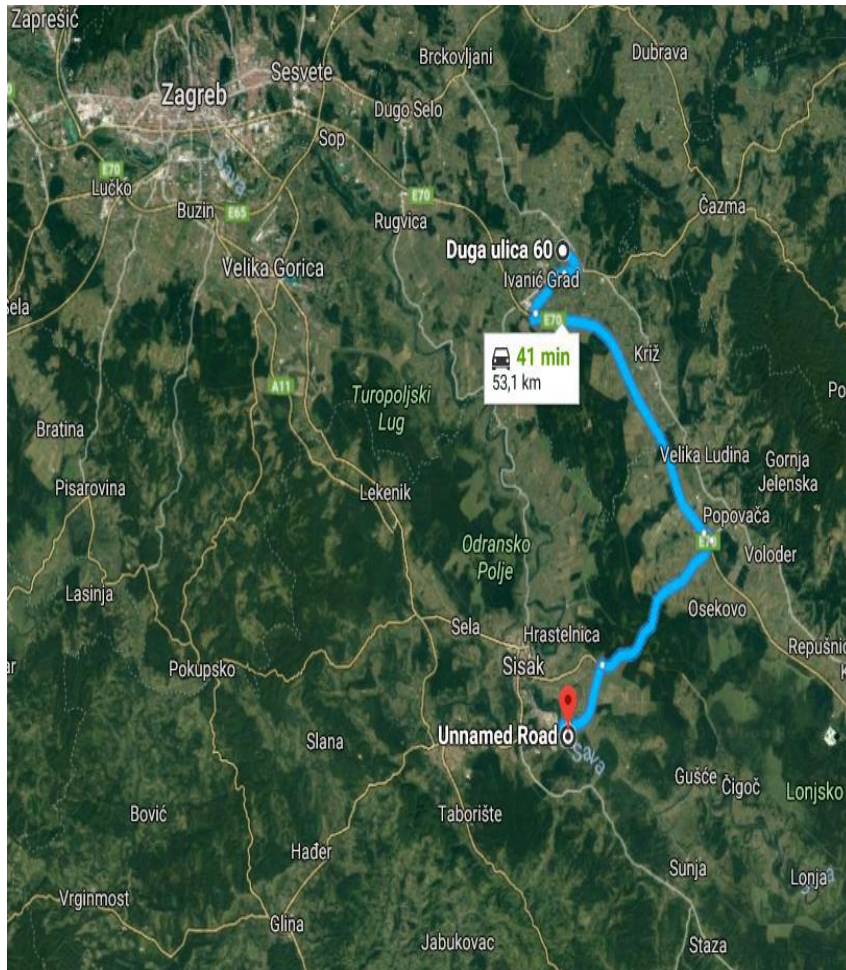 Zaprešić
Brckovljani
Dubrava
Sesvete
Zagreb
Dugo Selo
Sop
Sava
E70
Lučko
E70
Čazma
Buzin
E65
Rugvica
Duga ulica 60
Velika Gorica
Ivanić Grad
Sela
E70
41 min
Križ
53,1 km
A11
Turopoljski
Lug
Po
Bratina
Velika Ludina
Gornja
Jelenska
Pisarovina
Lekenik
Popovača
Odransko
Polje
E70
Voloder
Lasinja
Osekovo
Sela
Hrastelnica
Repušnic
Sisak
ar
Pokupsko
K
Unnamed Road
Slana
Sava
Gušće
Čigoč
Lonjsko
Bović
Taborište
Hađer
Sunja
Lonja
Vrginmost
Glina
Jabukovac
Staza